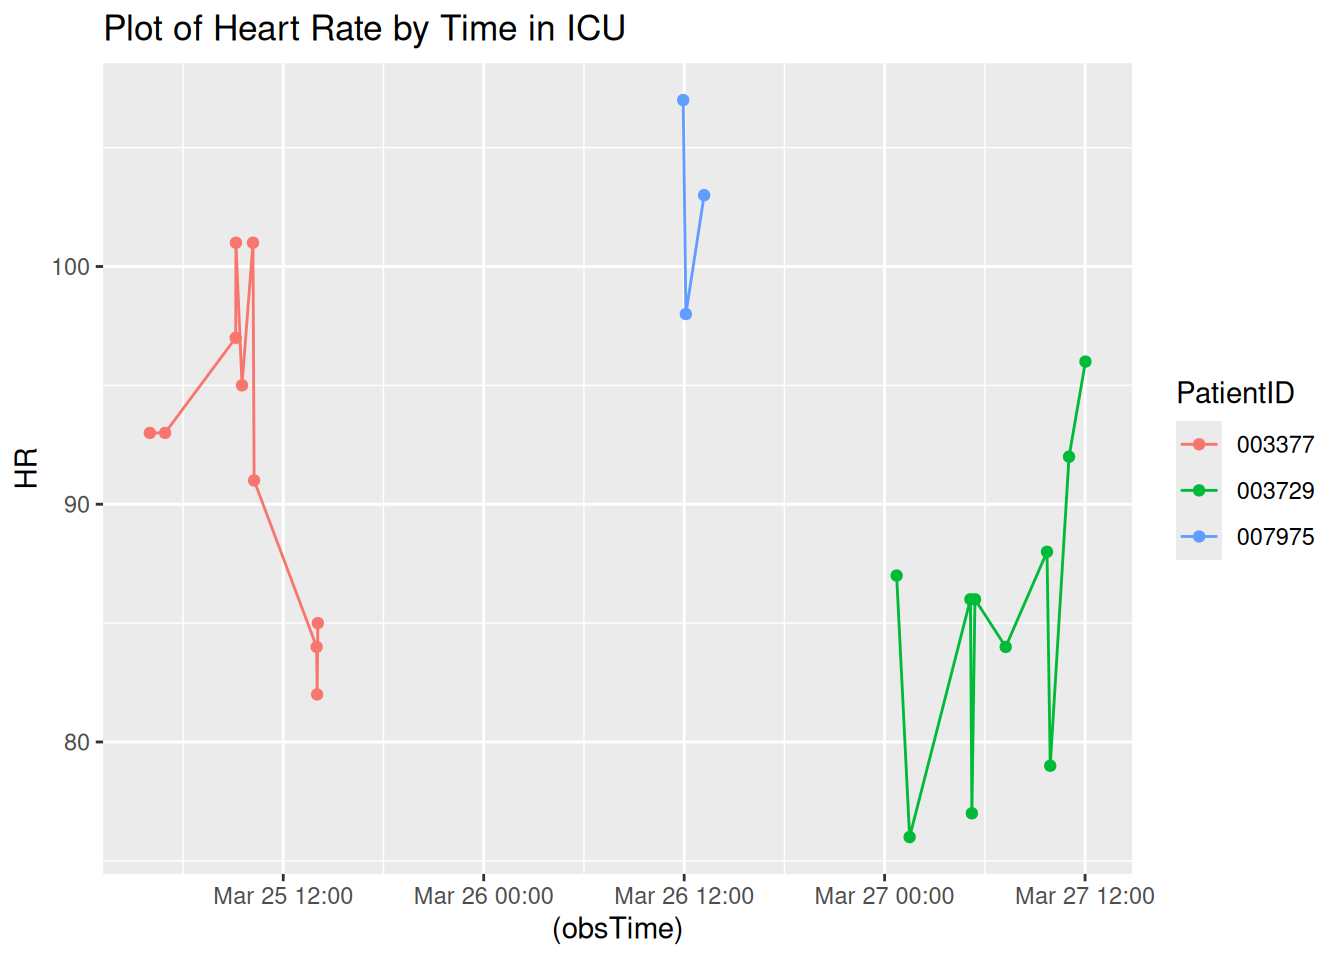 Plot of Heart Rate by Time in ICU
HR
100
90
80
Mar 25 12:00 Mar 26 00:00 Mar 26 12:00 Mar 27 00:00 Mar 27 12:00
(obsTime)
PatientID
003377
003729
007975